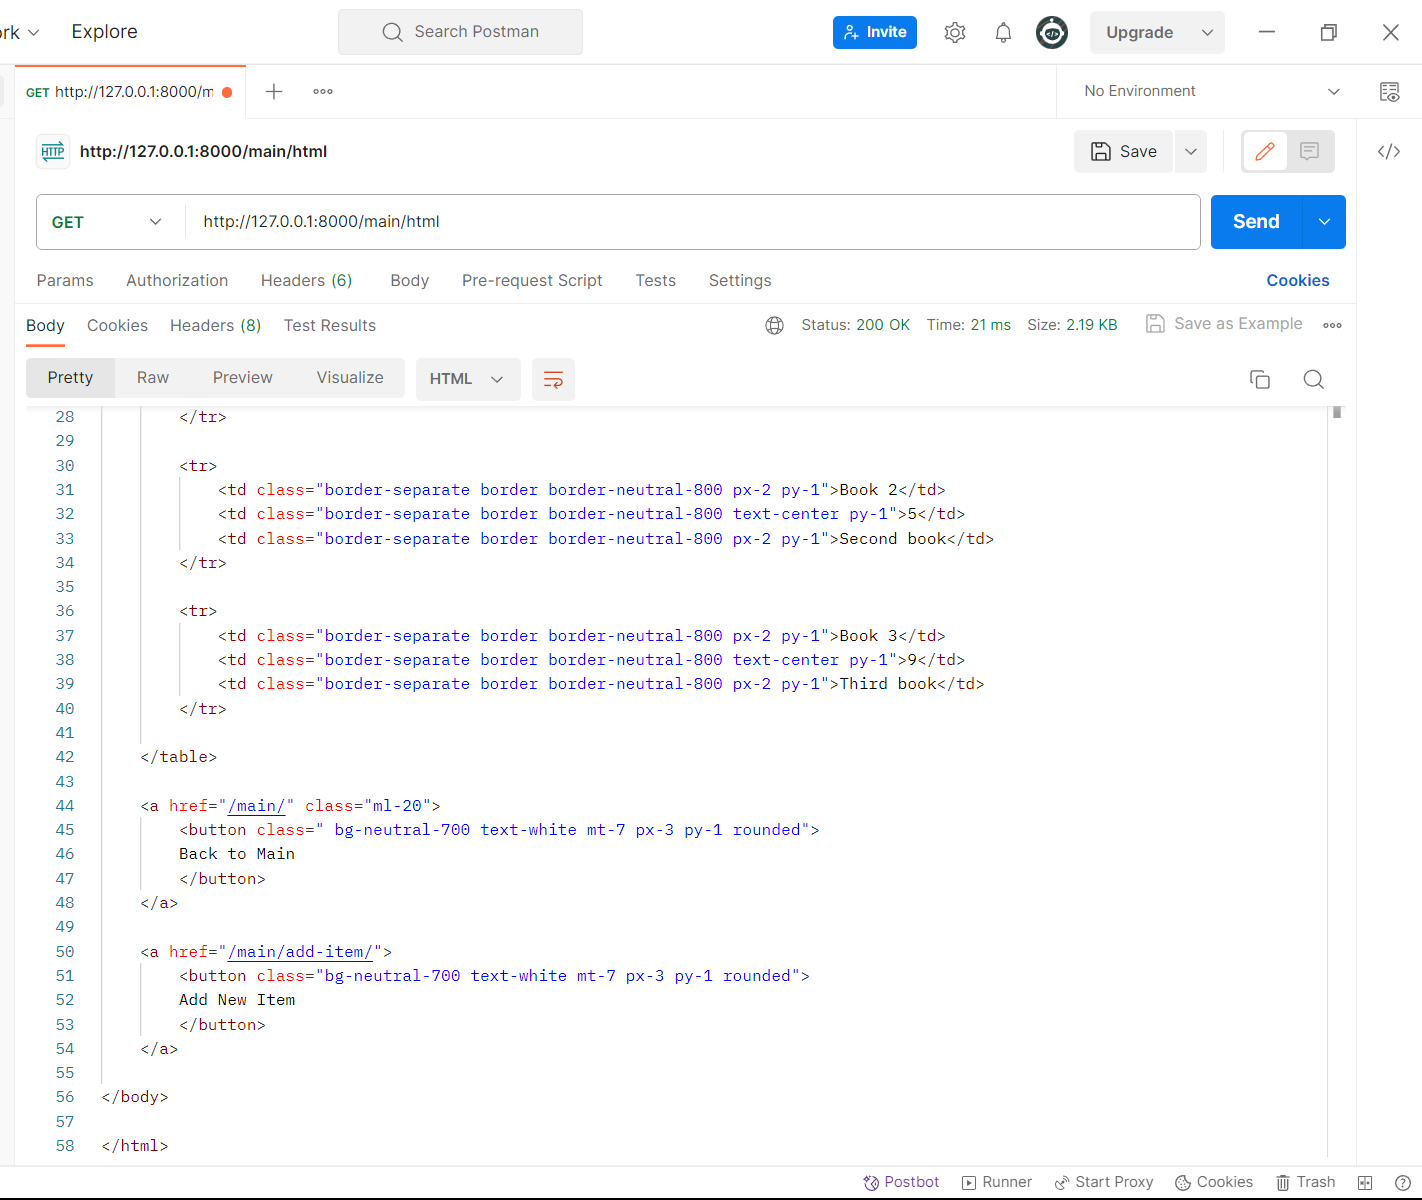 ork Explore Search Postman Invite Upgrade
GET http://127.0.0.1:8000/m No Environment
HTTP http://127.0.0.1:8000/main/html Save </>
GET http://127.0.0.1:8000/main/html Send
Params Authorization Headers (6) Body Pre-request Script Tests Settings Cookies
Body Cookies Headers (8) Test Results Status: 200 OK Time: 21 ms Size: 2.19 KB Save as Example
Pretty Raw Preview Visualize HTML
28 </tr>
29
30 <tr>
31 <td class="border-separate border border-neutral-800 px-2 py-1">Book 2</td>
32 <td class="border-separate border border-neutral-800 text-center py-1">5</td>
33 <td class="border-separate border border-neutral-800 px-2 py-1">Second book</td>
34 </tr>
35
36 <tr>
37 <td class="border-separate border border-neutral-800 px-2 py-1">Book 3</td>
38 <td class="border-separate border border-neutral-800 text-center py-1">9</td>
39 <td class="border-separate border border-neutral-800 px-2 py-1">Third book</td>
40 </tr>
41
42 </table>
43
44 <a href="/main/" class="ml-20">
45 <button class=" bg-neutral-700 text-white mt-7 px-3 py-1 rounded">
46 Back to Main
47 </button>
48 </a>
49
50 <a href="/main/add-item/">
51 <button class="bg-neutral-700 text-white mt-7 px-3 py-1 rounded">
52 Add New Item
53 </button>
54 </a>
55
56 </body>
57
58 </html>
Postbot Runner Start Proxy Cookies Trash